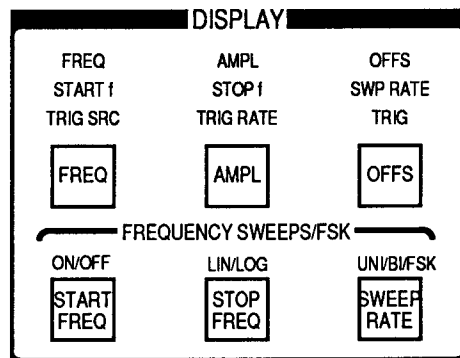 DISPLAY
FREQ AMPL OFFS
START f STOP f SWP RATE
TRIG SRC TRIG RATE TRIG
FREQ AMPL OFFS
FREQUENCY SWEEPS/FSK
ON/OFF LIN/LOG UNI/BI/FSK
START STOP SWEEP
FREQ FREQ RATE